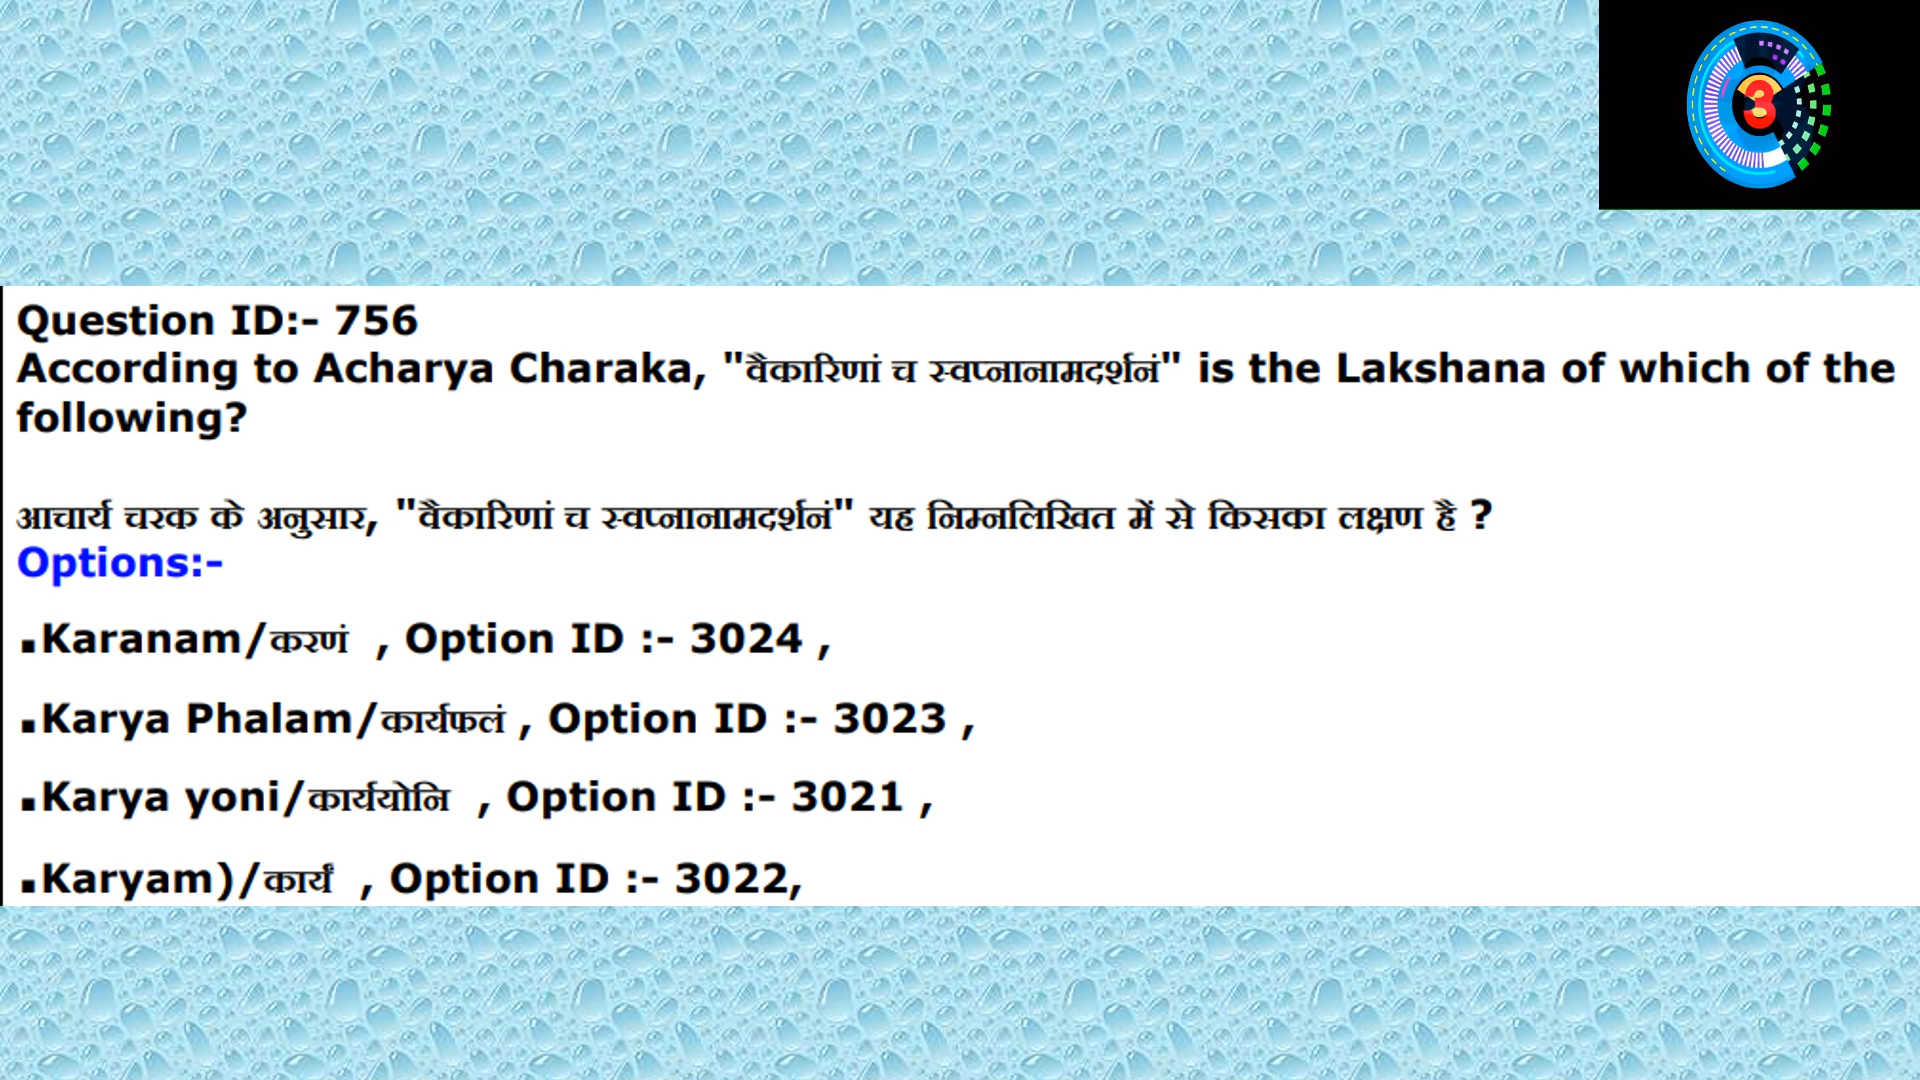 3
Question ID:- 756
According to Acharya Charaka, "वैकारिणां च स्वप्नानामदर्शनं" is the Lakshana of which of the
following?
आचार्य चरक के अनुसार, "वैकारिणां च स्वप्नानामदर्शनं" यह निम्नलिखित में से किसका लक्षण है ?
Options:-
▪Karanam/करणं , Option ID :- 3024 ,
▪Karya Phalam/कार्यफलं , Option ID :- 3023 ,
▪Karya yoni/कार्ययोनि , Option ID :- 3021 ,
▪Karyam)/कार्यं , Option ID :- 3022,